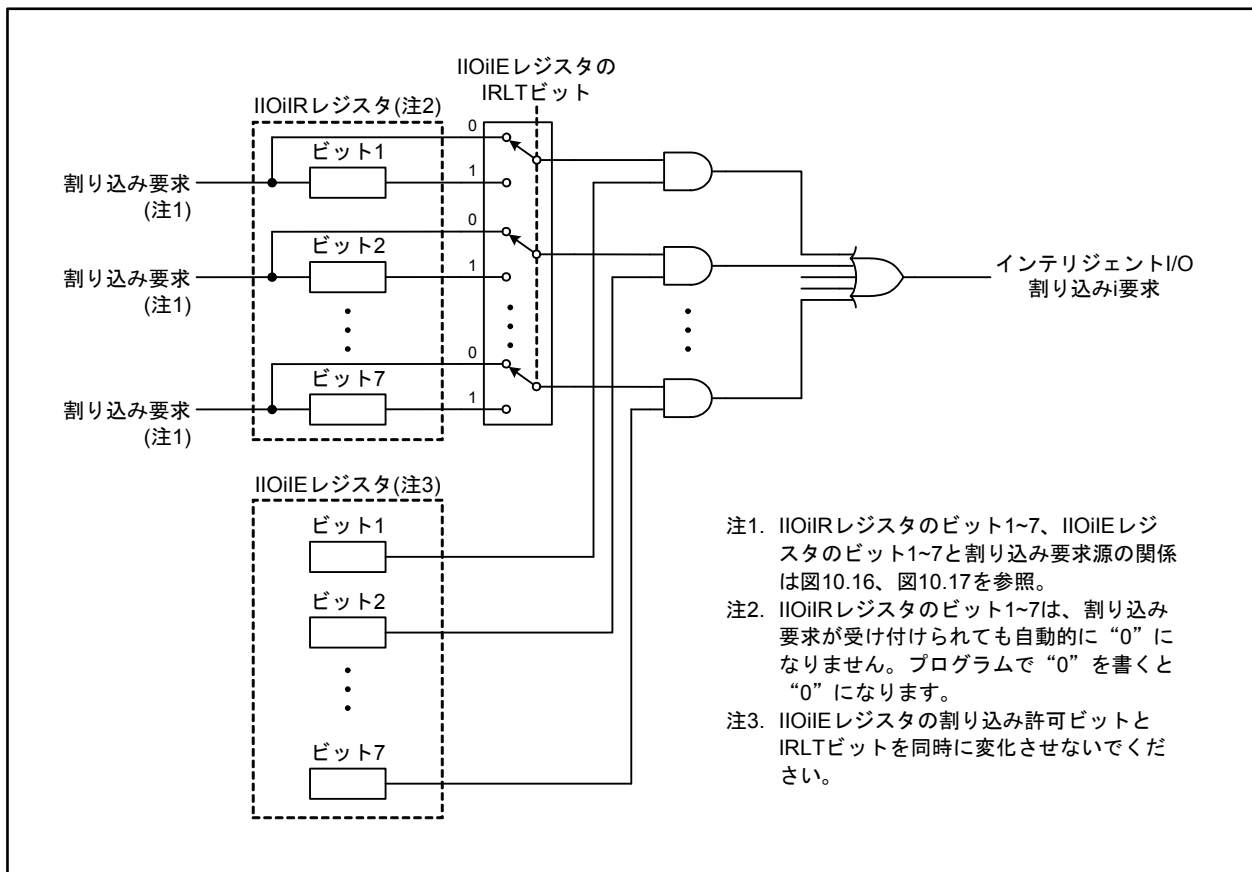 IIOiIEレジスタの
IRLTビット
IIOiIRレジスタ(注2)
0
ビット1
割り込み要求
(注1)
1
0
ビット2
割り込み要求
(注1)
1
インテリジェントI/O
割り込みi要求
0
ビット7
割り込み要求
(注1)
1
IIOiIEレジスタ(注3)
ビット1
ビット2
ビット7
注1. IIOiIRレジスタのビット1~7、IIOiIEレジ
スタのビット1~7と割り込み要求源の関係
は図10.16、図10.17を参照。
注2. IIOiIRレジスタのビット1~7は、割り込み
要求が受け付けられても自動的に“0”に
なりません。プログラムで“0”を書くと
“0”になります。
注3. IIOiIEレジスタの割り込み許可ビットと
IRLTビットを同時に変化させないでくだ
さい。